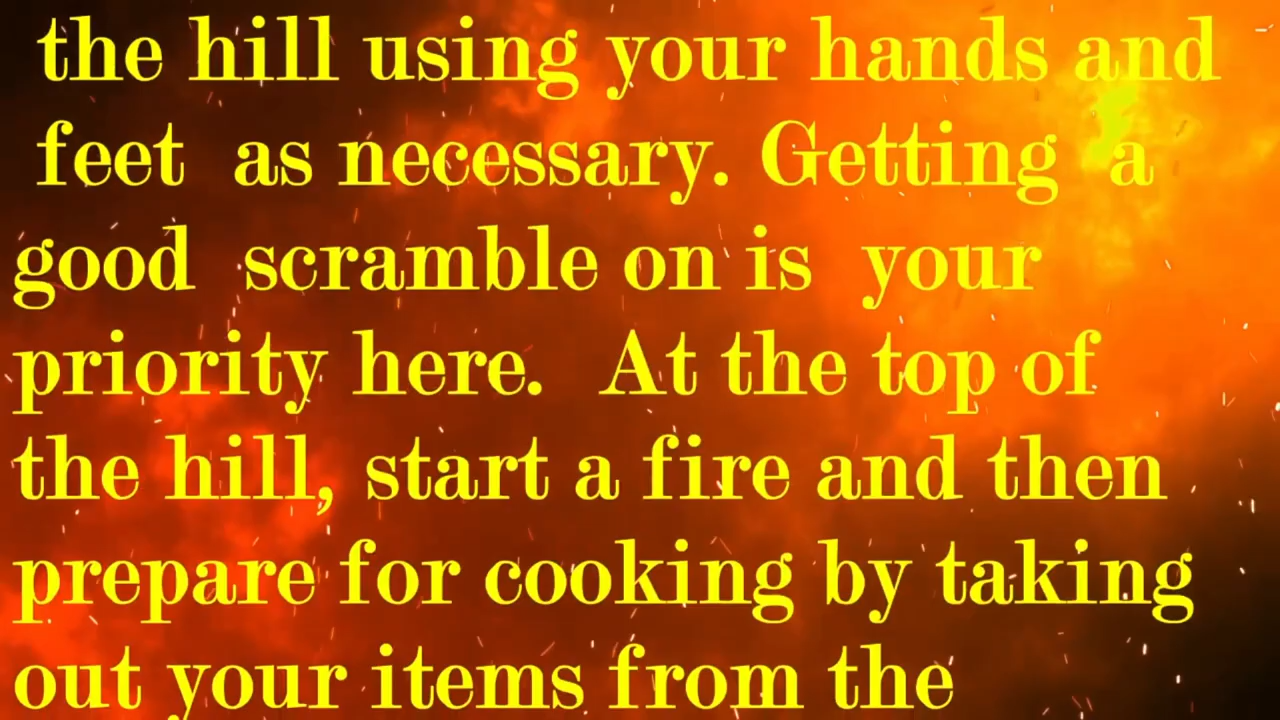 the hill using your hands and
feet as necessary. Getting a
good scramble on is your
priority here. At the top of
the hill, start a fire and then
prepare for cooking by taking
out your items from the